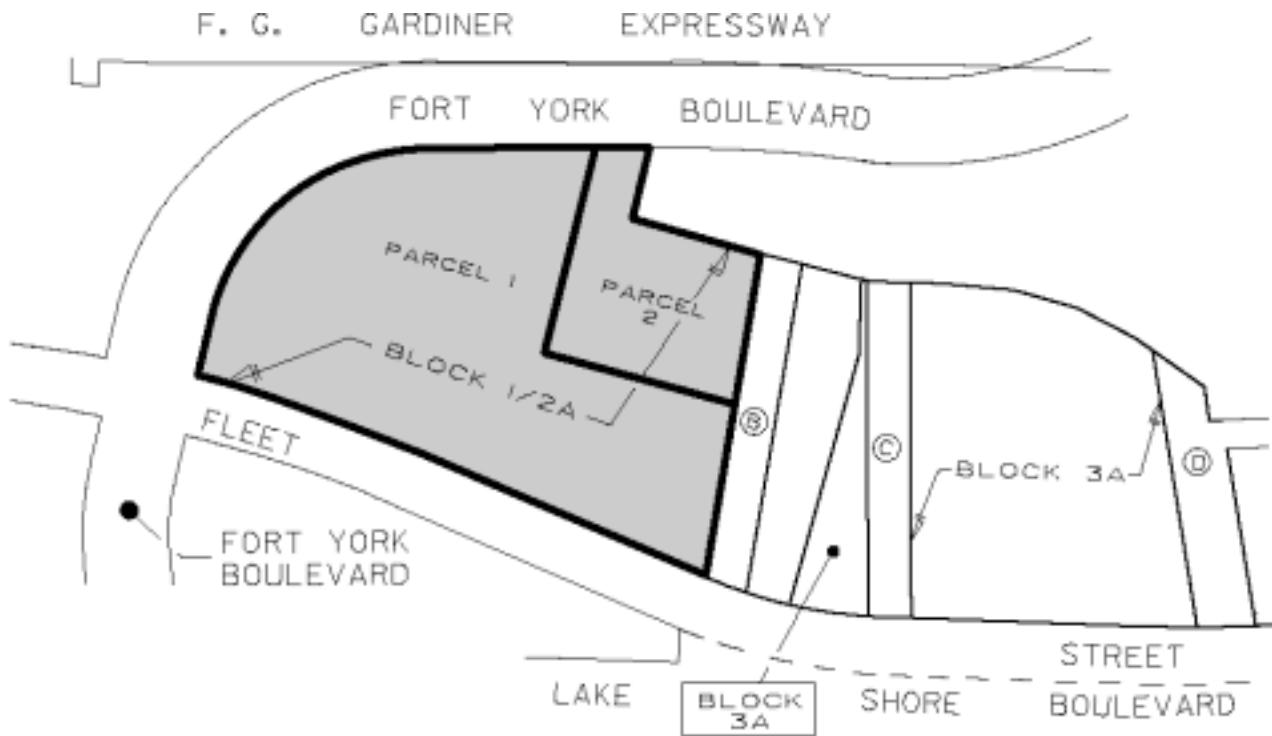 F. G. GARDINER EXPRESSWAY
FORT YORK BOULEVARD
PARCEL 1
PARCEL
2
BLOCK 1/2A
FLEET
B
C
D
BLOCK 3A
FORT YORK
BOULEVARD
STREET
LAKE SHORE BOULEVARD
BLOCK
3A